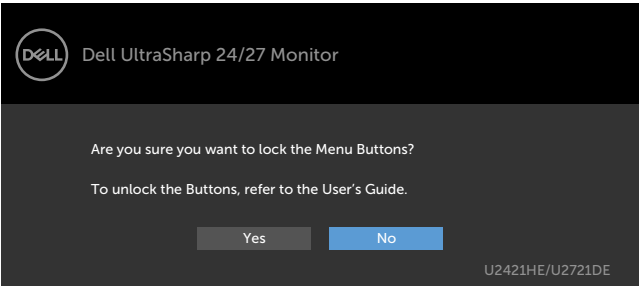 DELL
Dell UltraSharp 24/27 Monitor
Are you sure you want to lock the Menu Buttons?
To unlock the Buttons, refer to the User's Guide.
Yes No
U2421HE/U2721DE